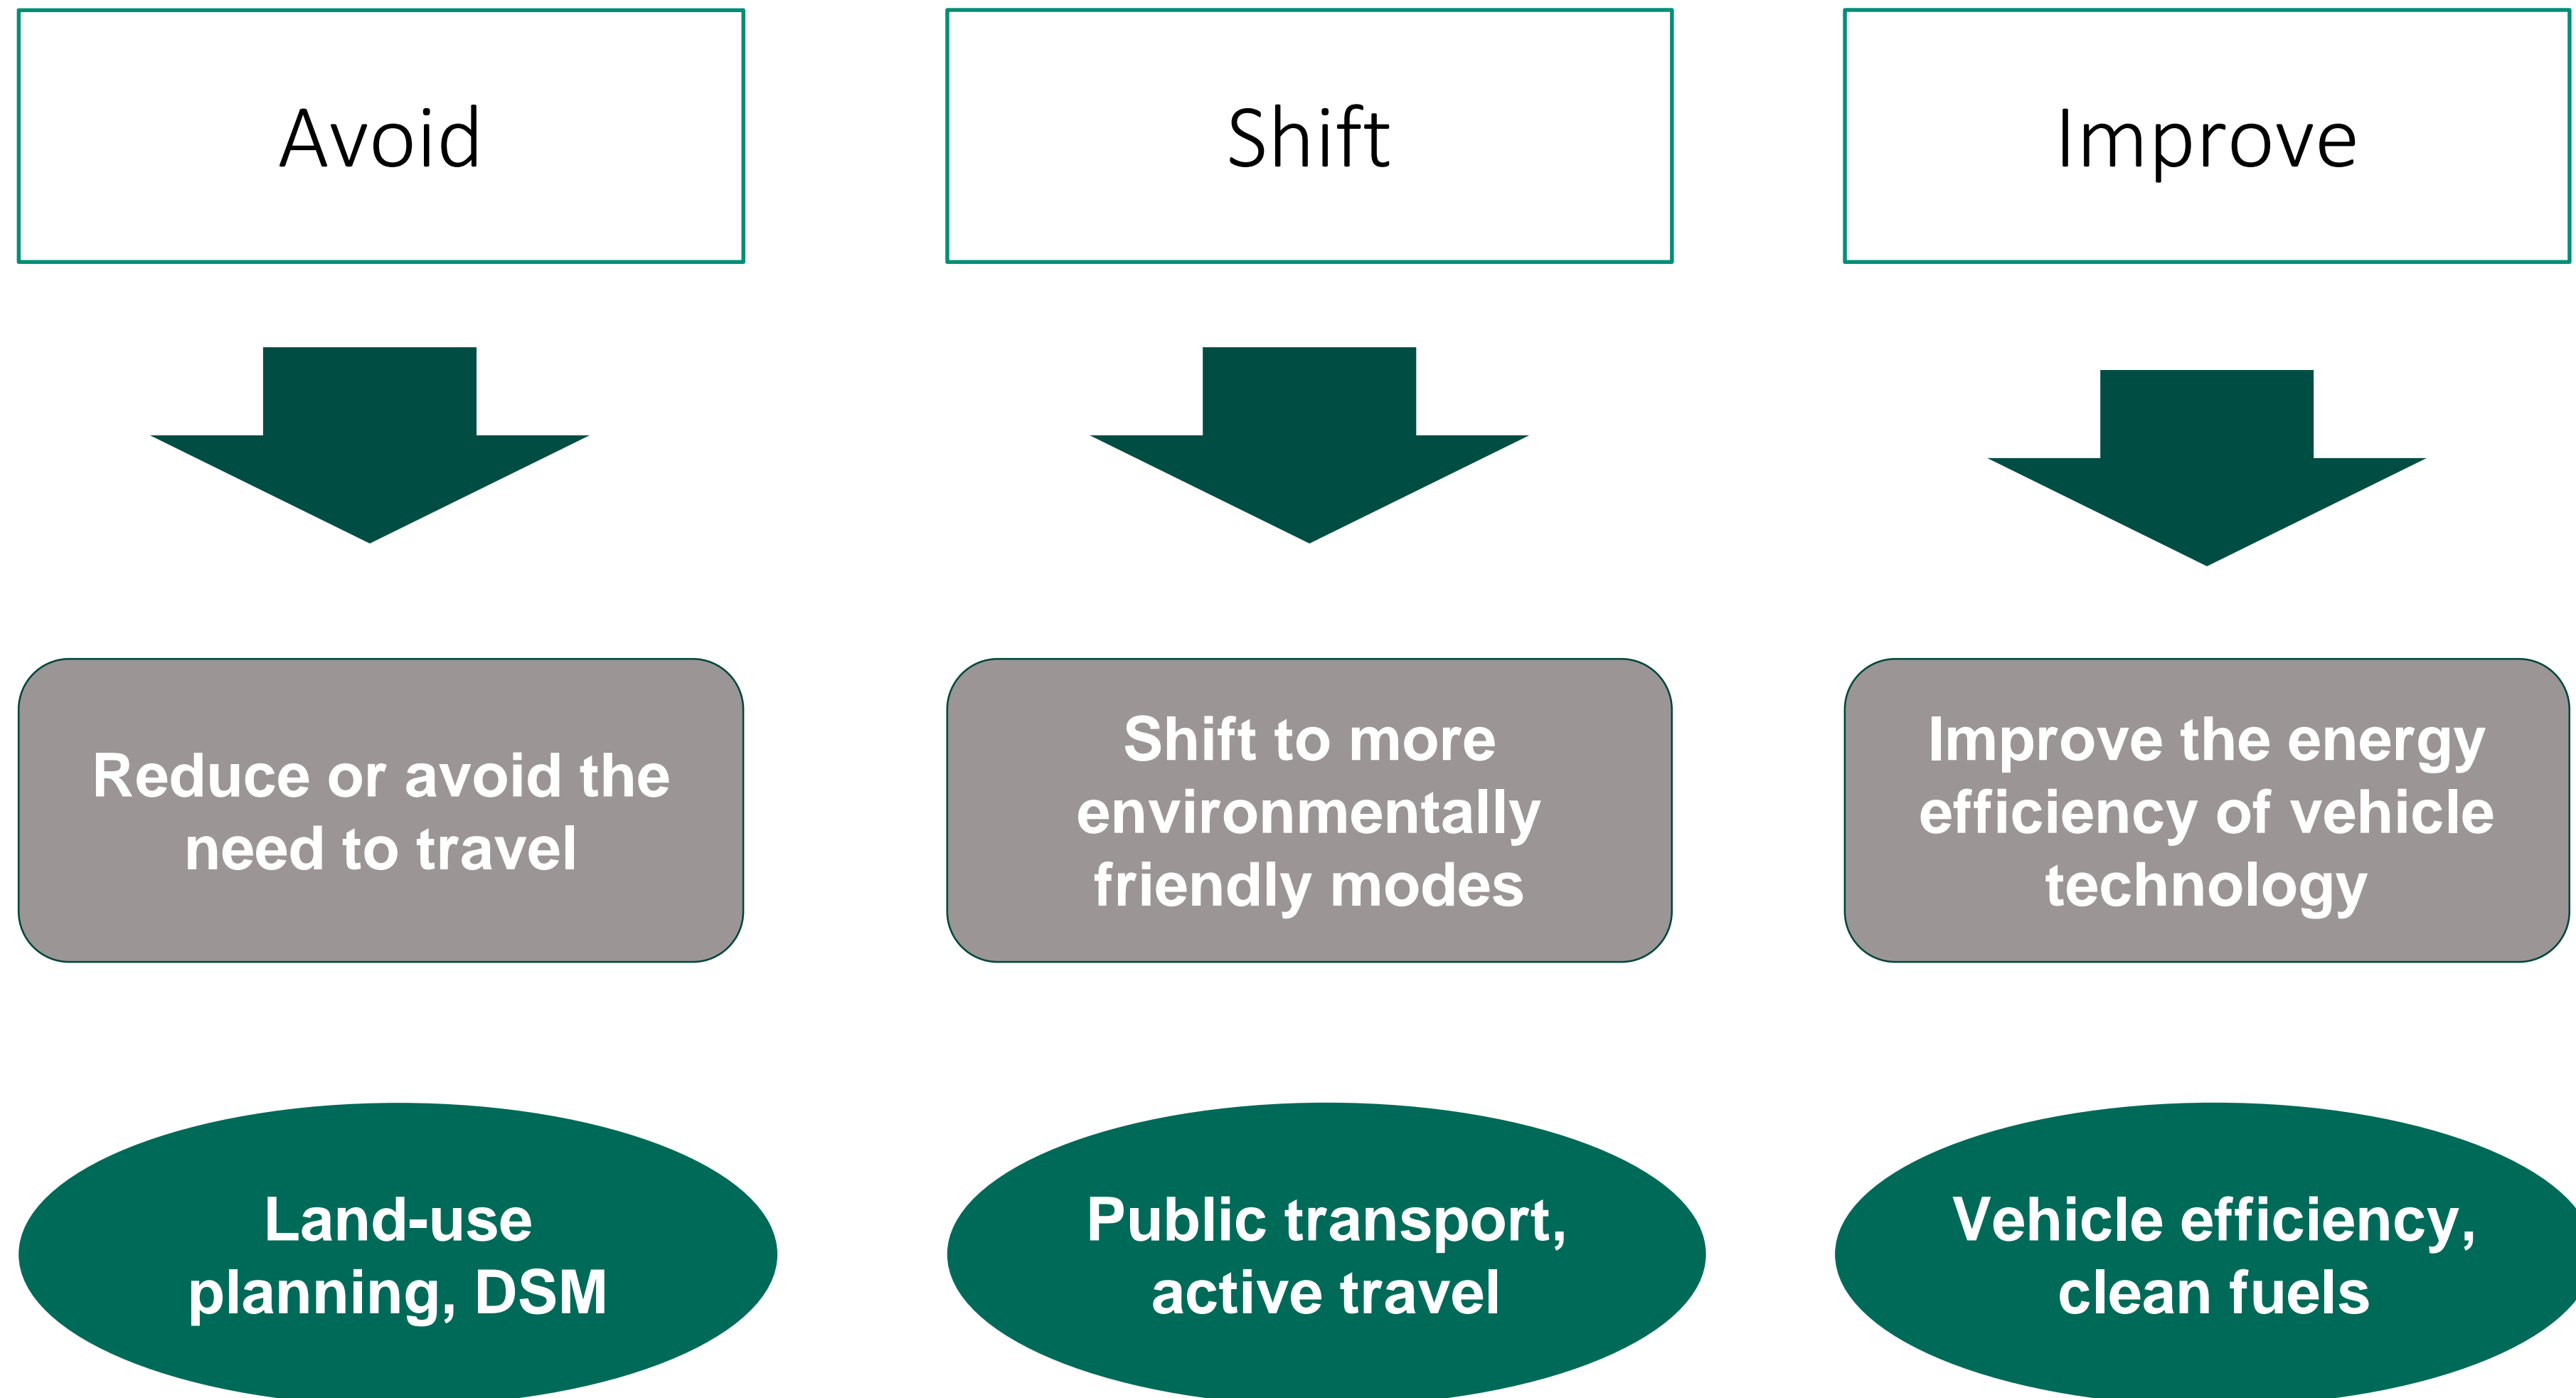 Avoid
Shift
Improve
Reduce or avoid the
need to travel
Shift to more
environmentally
friendly modes
Improve the energy
efficiency of vehicle
technology
Land-use
planning, DSM
Public transport,
active travel
Vehicle efficiency,
clean fuels